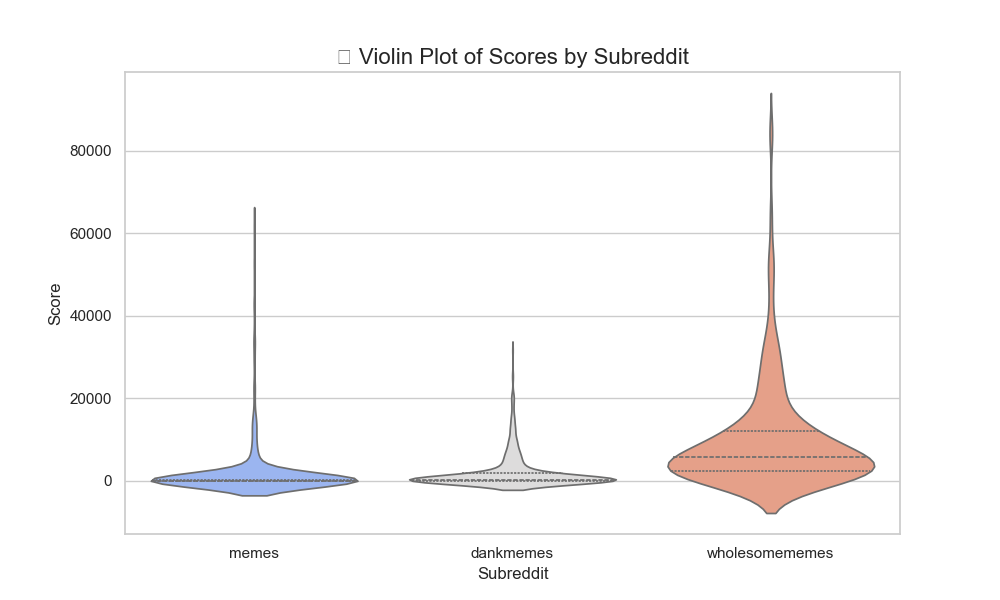 ▯ Violin Plot of Scores by Subreddit
80000
60000
40000
20000
0
Score
memes
dankmemes
wholesomememes
Subreddit